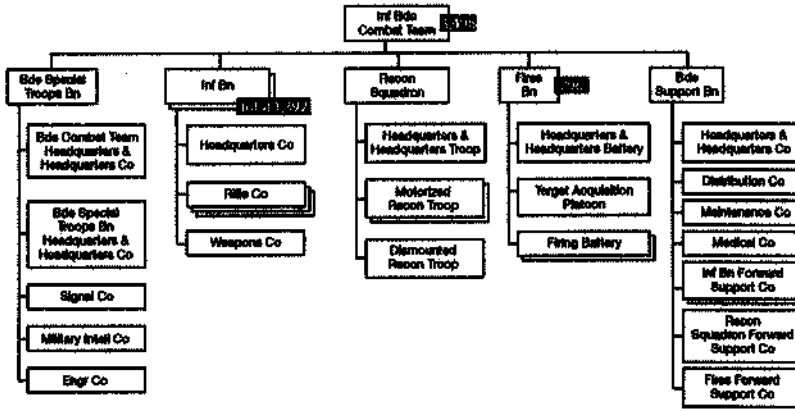 Inf Bde
Combat Team
Bde Special
Troops Bn
Inf Bn
Recon
Squadron
Fires
Bn
Bde
Support Bn
Bde Combat Team
Headquarters &
Headquarters Co
Bde Special
Troops Bn
Headquarters &
Headquarters Co
Signal Co
Military Intell Co
Engr Co
Headquarters Co
Rifle Co
Weapons Co
Headquarters &
Headquarters Troop
Motorized
Recon Troop
Dismounted
Recon Troop
Headquarters &
Headquarters Battery
Target Acquisition
Platoon
Firing Battery
Headquarters &
Headquarters Co
Distribution Co
Maintenance Co
Medical Co
Inf Bn Forward
Support Co
Recon
Squadron Forward
Support Co
Fires Forward
Support Co